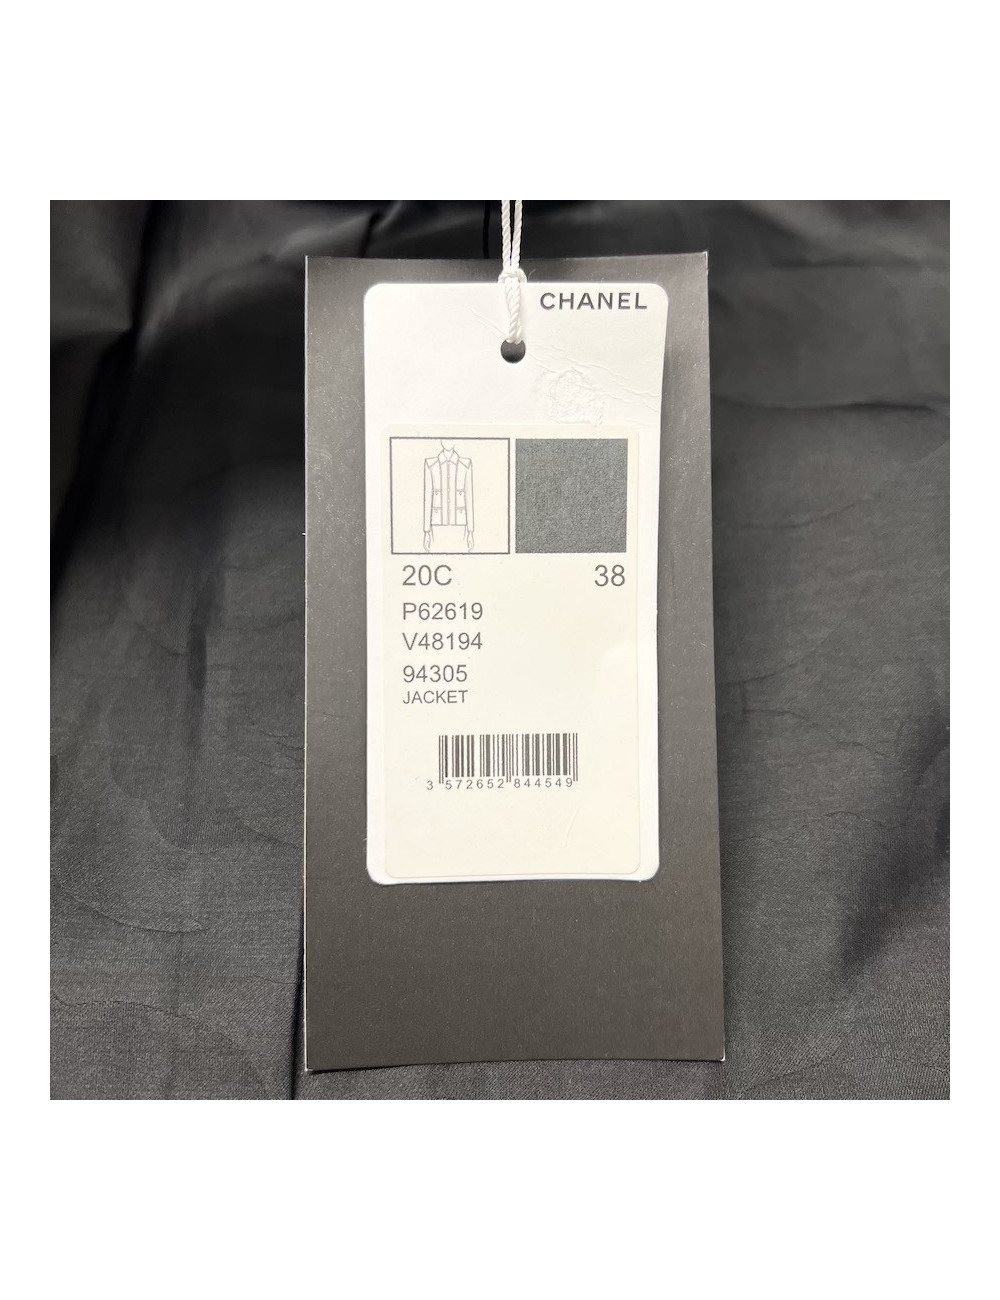 CHANEL
20C 38
P62619
V48194
94305
JACKET
3 572652 844549